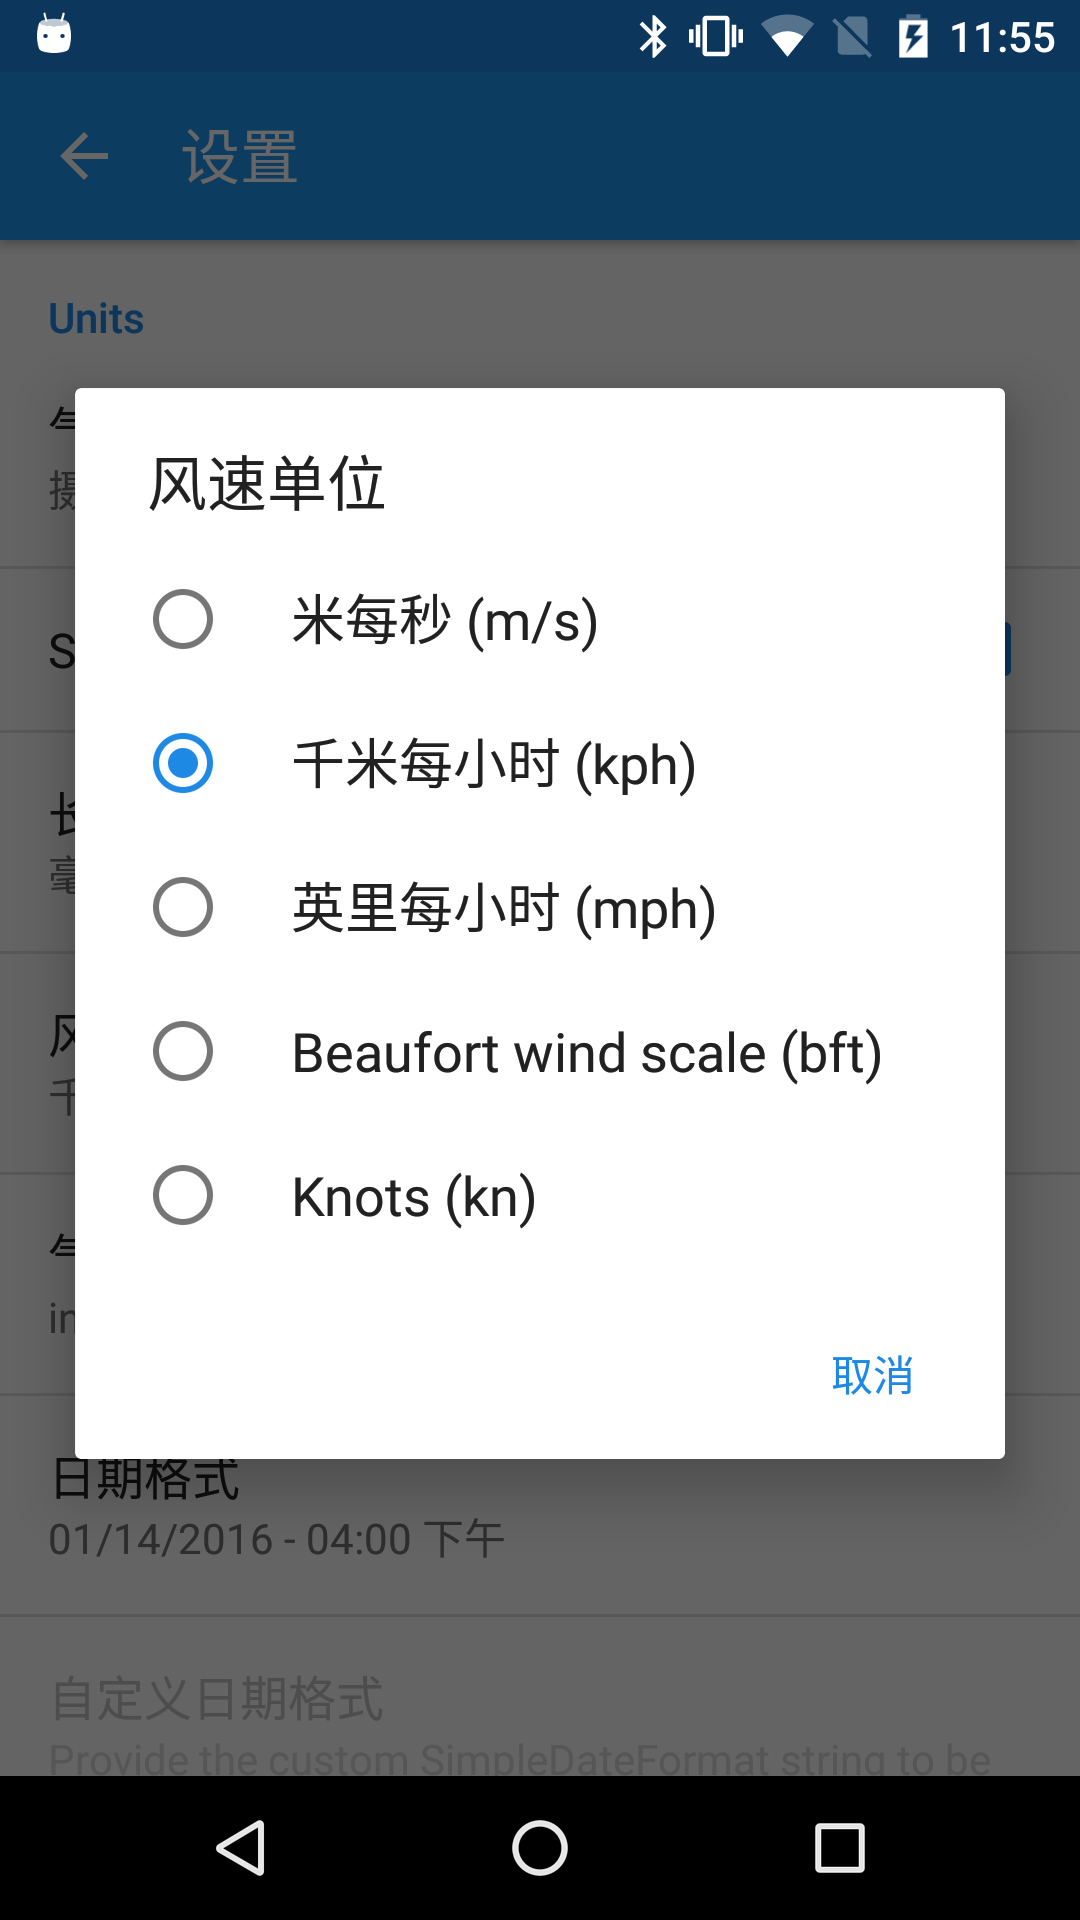 11:55
设置
Units
风速单位
米每秒 (m/s)
千米每小时 (kph)
英里每小时 (mph)
Beaufort wind scale (bft)
Knots (kn)
取消
日期格式
01/14/2016 - 04:00 下午
自定义日期格式
Provide the custom SimpleDateFormat string to be